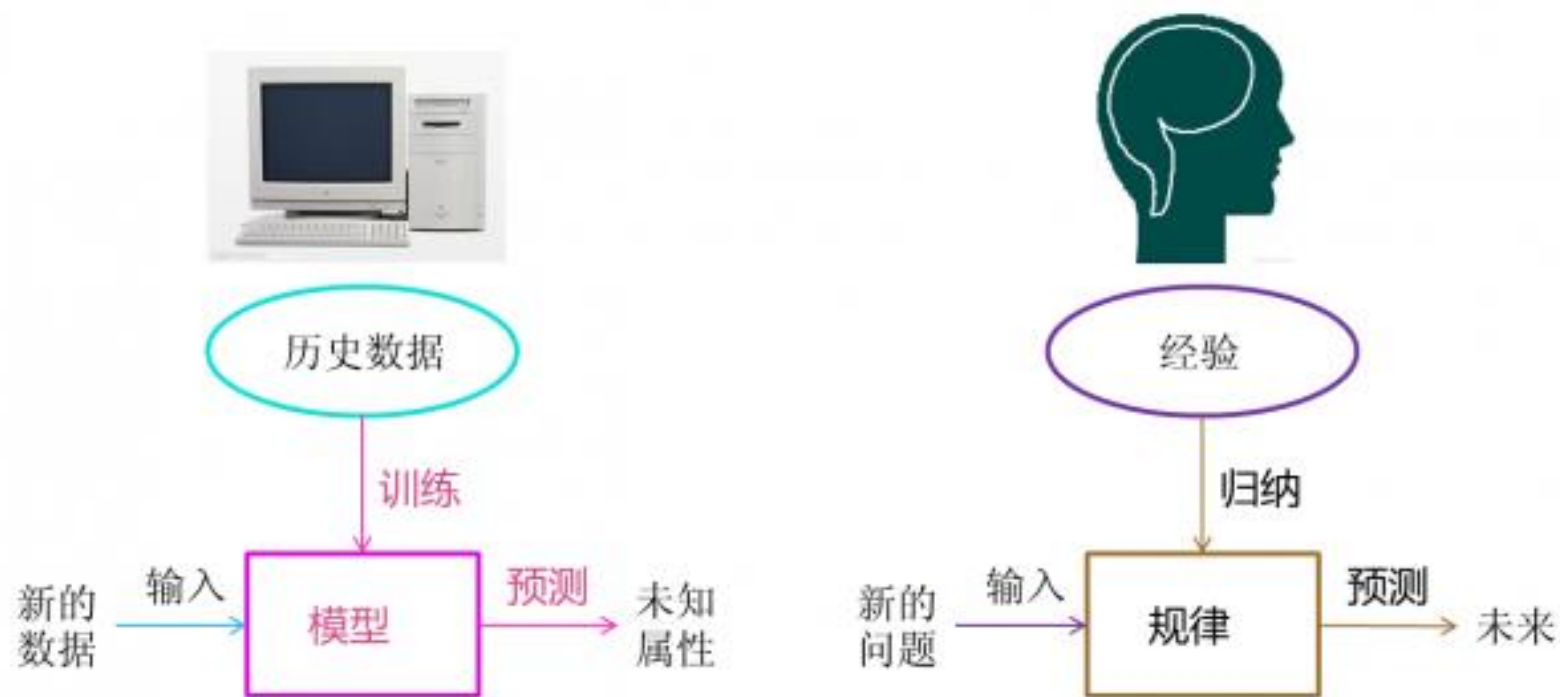 历史数据
训练
输入
预测
新的
数据
模型
未知
属性
经验
归纳
输入
预测
新的
问题
规律
未来